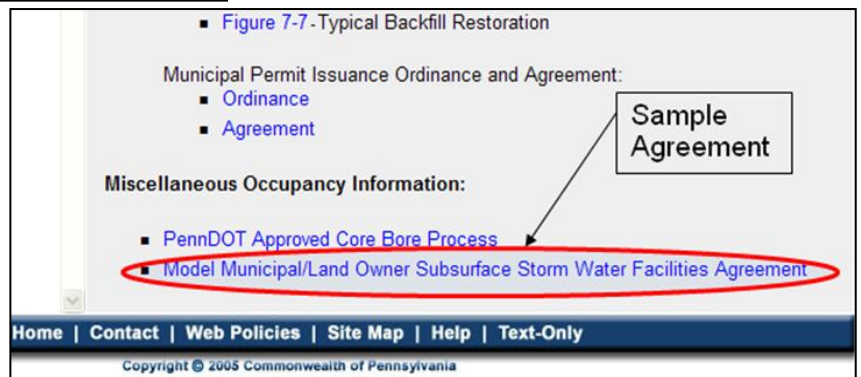 ▪ Figure 7-7-Typical Backfill Restoration
Municipal Permit Issuance Ordinance and Agreement:
▪ Ordinance
▪ Agreement
Sample
Agreement
Miscellaneous Occupancy Information:
▪ PennDOT Approved Core Bore Process
▪ Model Municipal/Land Owner Subsurface Storm Water Facilities Agreement
Home | Contact | Web Policies | Site Map | Help | Text-Only
Copyright © 2005 Commonwealth of Pennsylvania